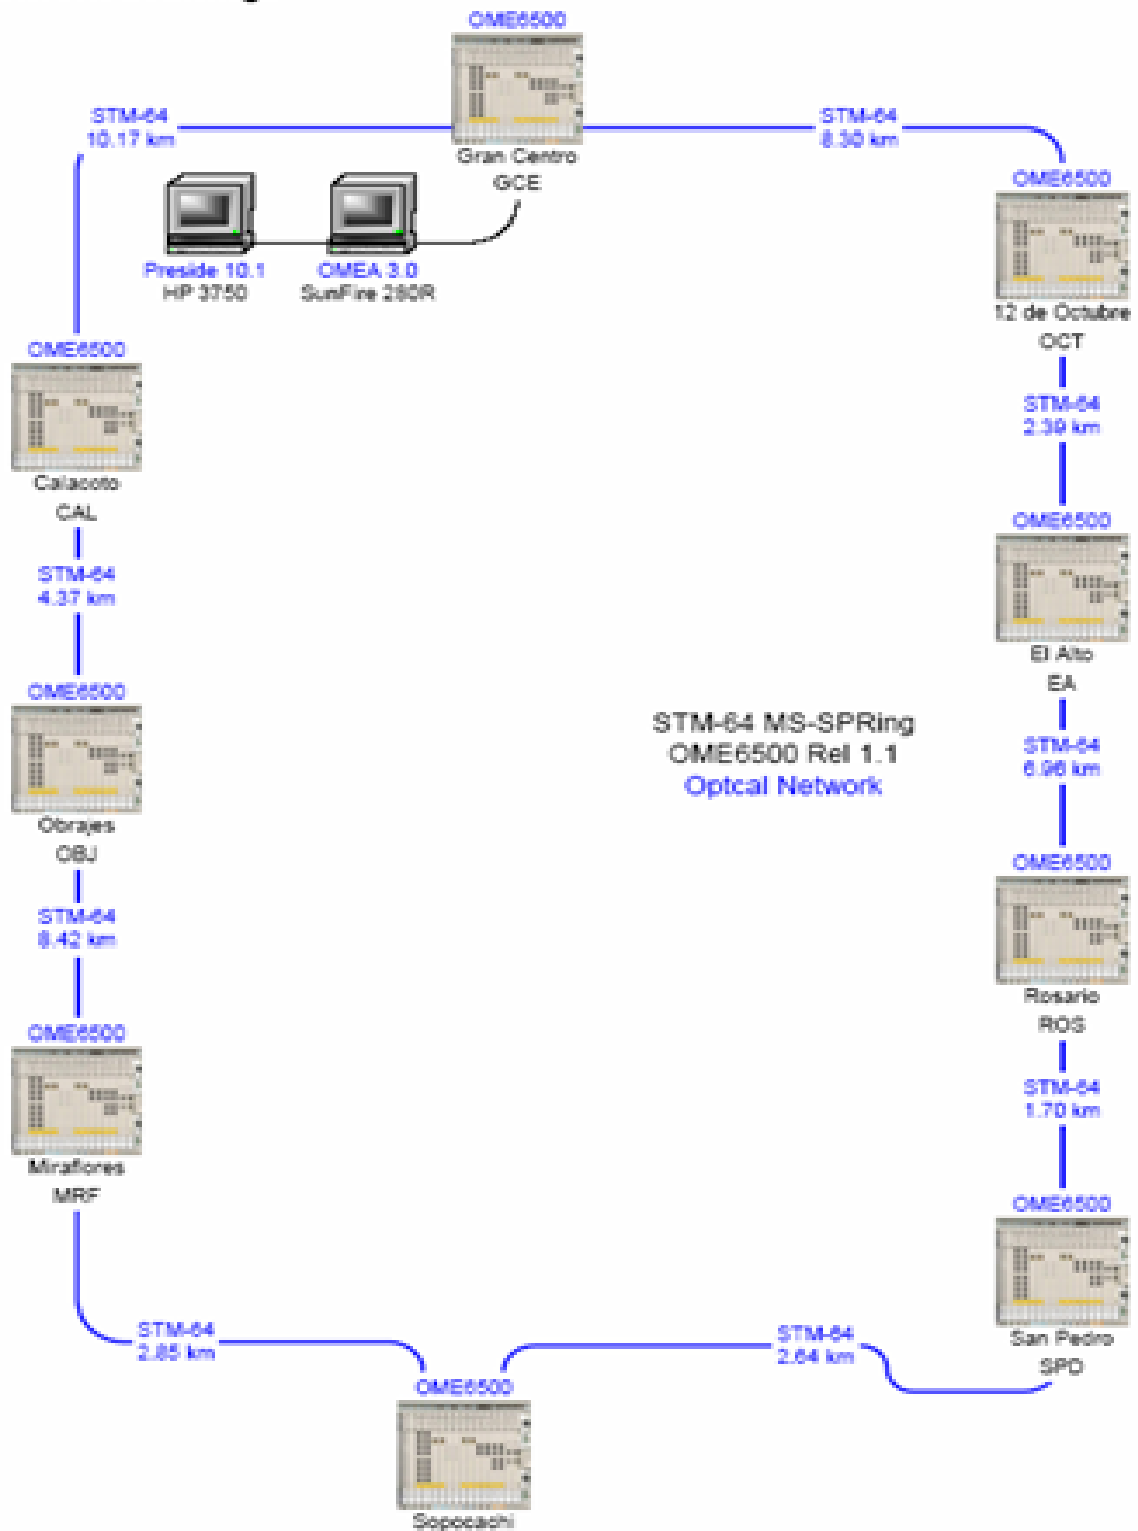 OME6500
STM-64
10.17 km
STM-64
8.30 km
Gran Centro
GCE
OME6500
Preside 10.1
HP 3750
OMEA 3.0
SunFire 280R
12 de Octubre
OCT
OME6500
STM-64
2.39 km
Calacoto
CAL
OME6500
STM-64
4.37 km
El Alto
EA
OME6500
STM-64 MS-SPRing
OME6500 Rel 1.1
Optcal Network
STM-64
6.96 km
Obrajes
OBJ
OME6500
STM-64
8.42 km
Rosario
ROS
OME6500
STM-64
1.70 km
Miraflores
MRF
OME6500
STM-64
2.85 km
STM-64
2.64 km
San Pedro
SPD
OME6500
Sopocachi